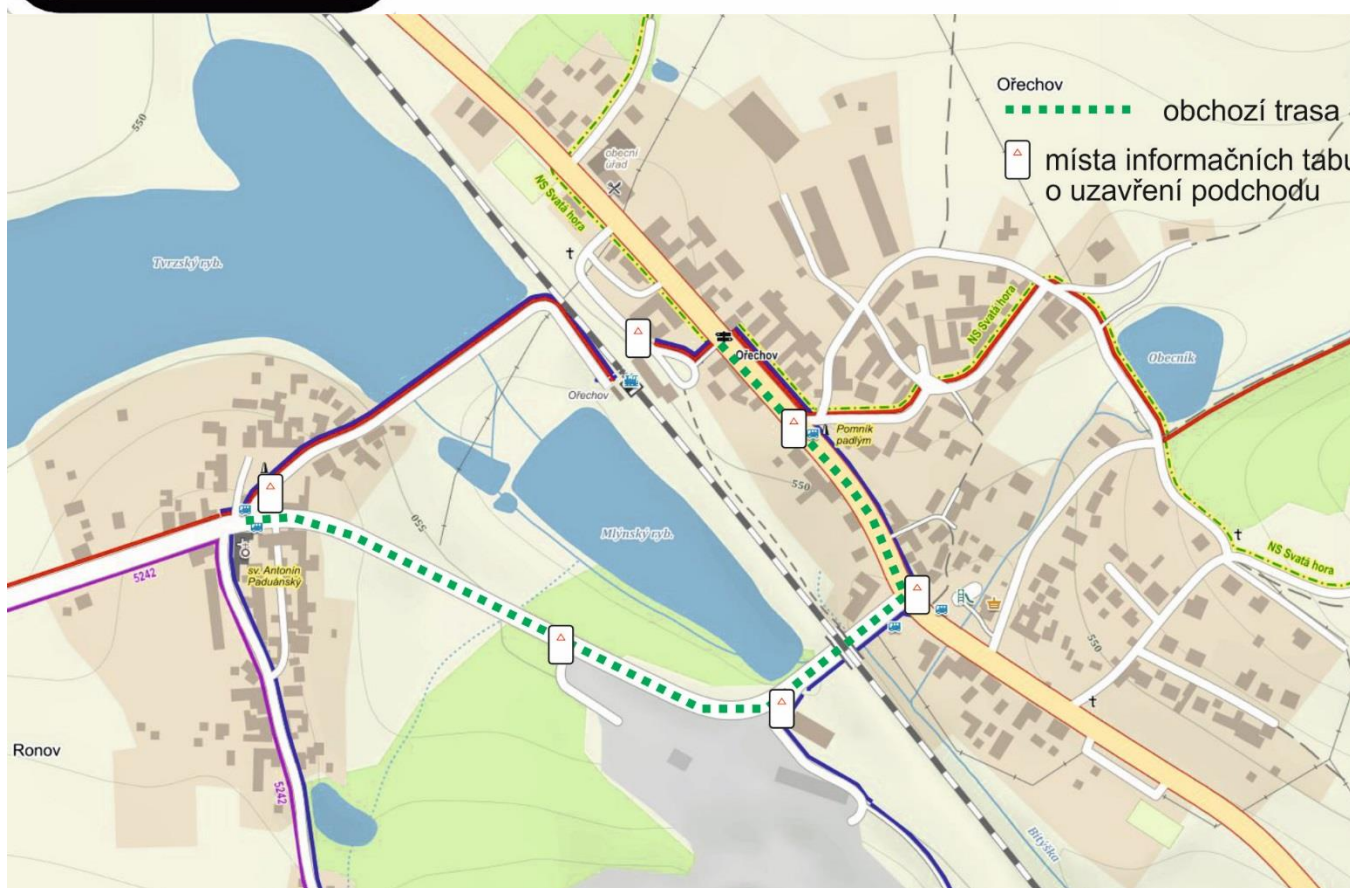 Ořechov
obchozí trasa
místa informačních tabu
o uzavření podchodu
550
obecní
úřad
NS Svatá hora
Tvrzský ryb.
Ořechov
NS Svatá hora
Obecník
Ořechov
Pomník
padlým
550
550
Mlýnský ryb.
NS Svatá hora
5242
sv. Antonín
Paduánský
550
Ronov
5242
Bitýška